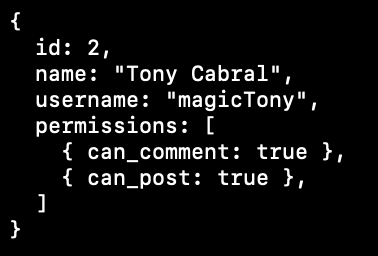 {
  id: 2,
  name: "Tony Cabral",
  username: "magicTony",
  permissions: [
    { can_comment: true },
    { can_post: true },
  ]
}